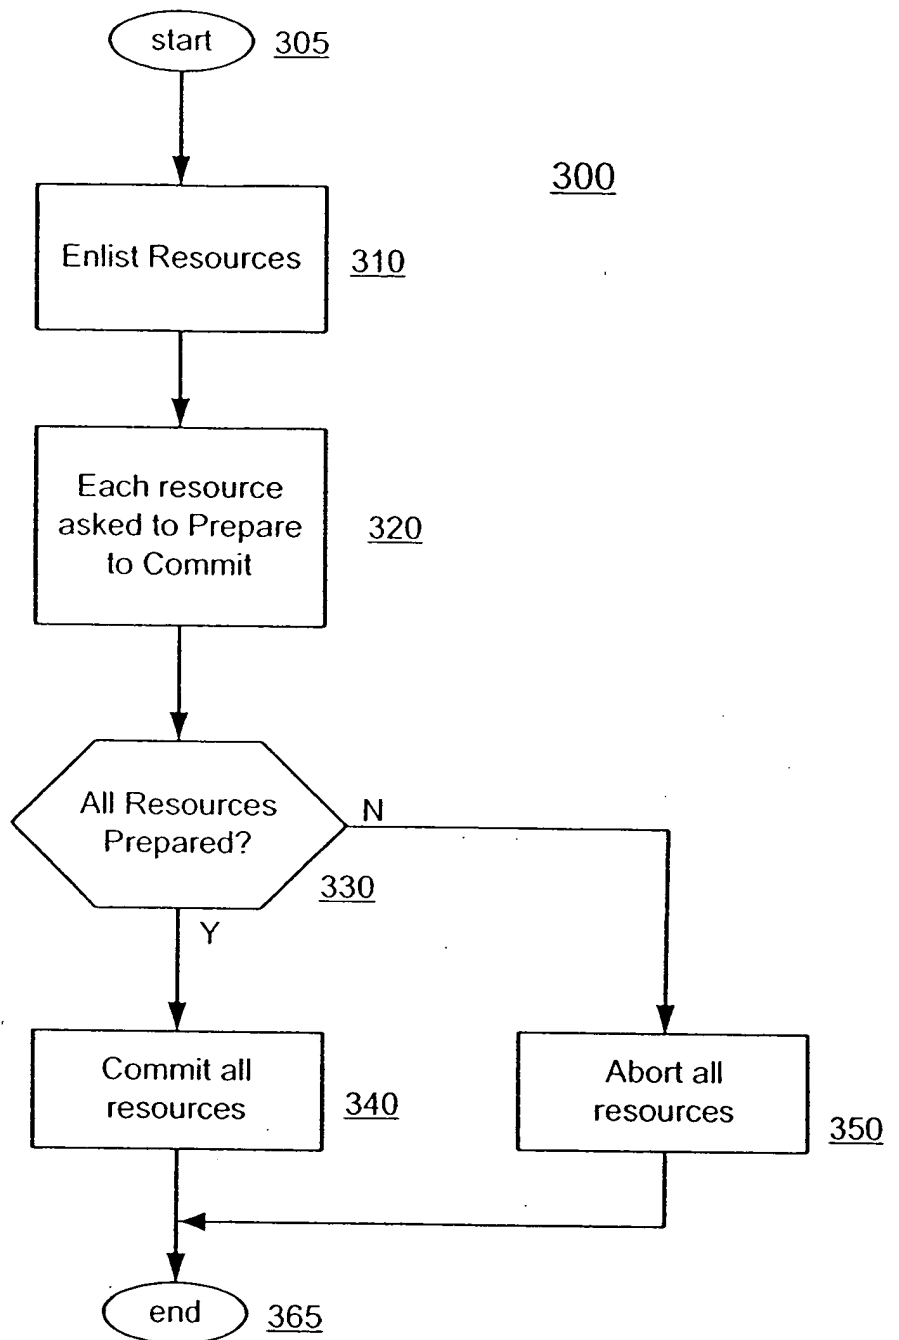 start
305
300
Enlist Resources
310
Each resource
asked to Prepare
to Commit
320
All Resources
Prepared?
N
330
Y
Commit all
resources
340
Abort all
resources
350
end
365